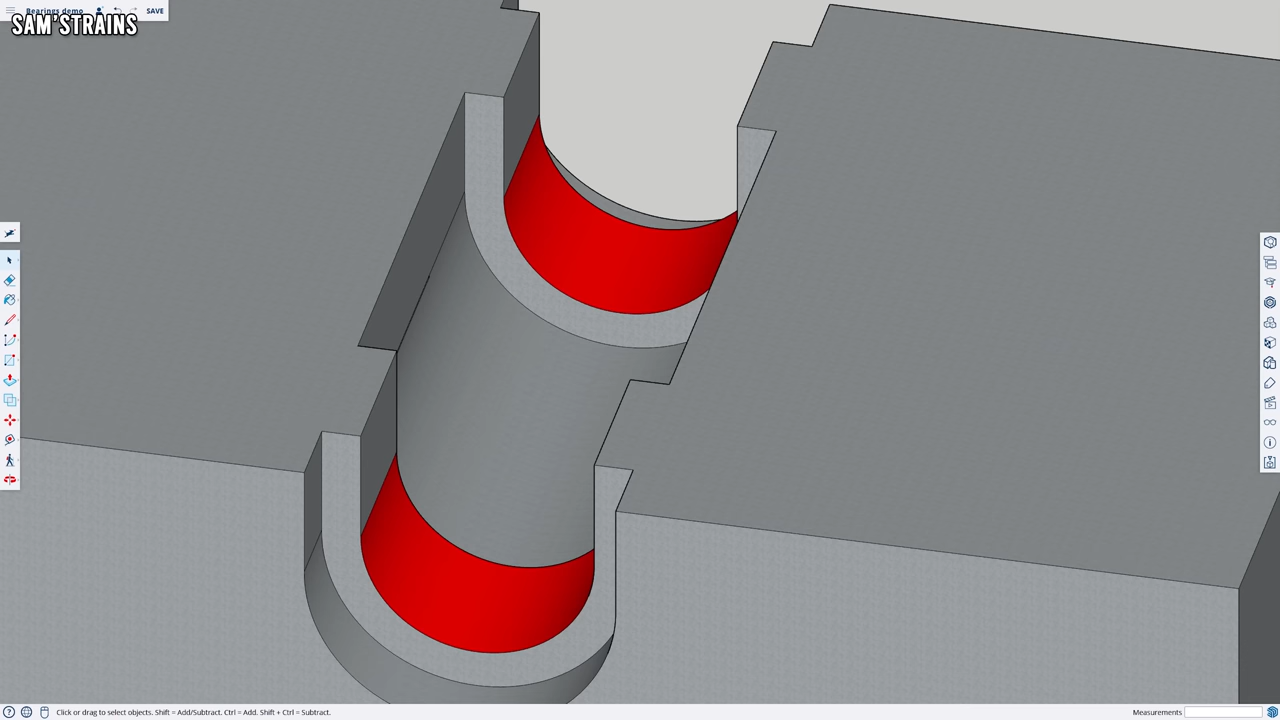 Bearings demo
SAVE
SAM'STRAINS
Click or drag to select objects. Shift = Add/Subtract. Ctrl = Add. Shift + Ctrl = Subtract.
Measurements